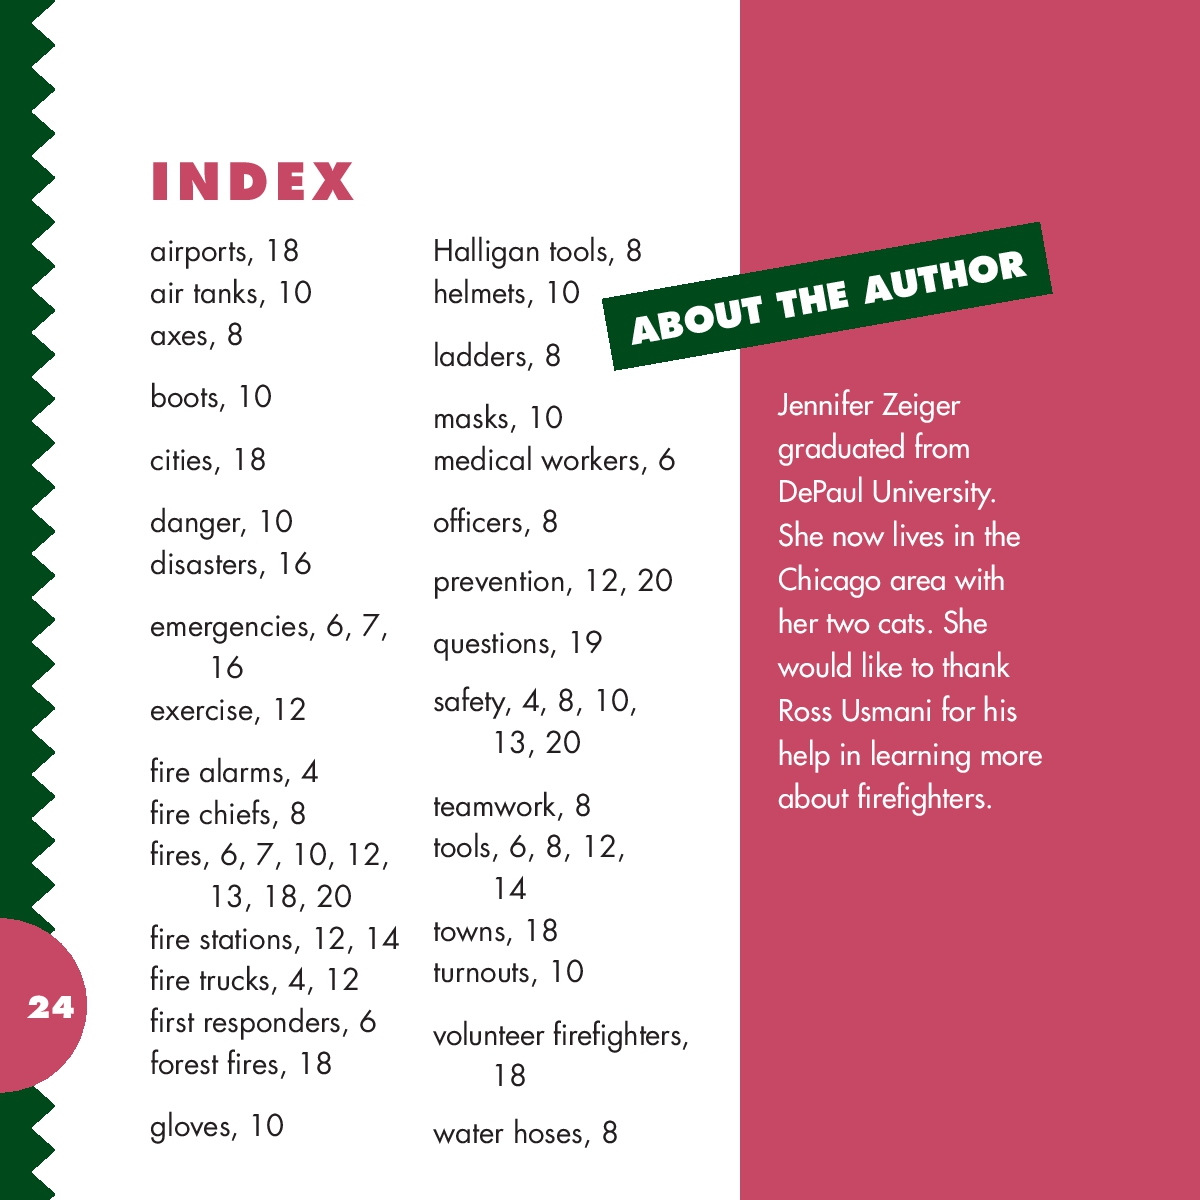 INDEX
airports, 18
air tanks, 10
axes, 8
boots, 10
cities, 18
danger, 10
disasters, 16
emergencies, 6, 7,
16
exercise, 12
fire alarms, 4
fire chiefs, 8
fires, 6, 7, 10, 12,
13, 18, 20
fire stations, 12, 14
fire trucks, 4, 12
first responders, 6
forest fires, 18
gloves, 10
Halligan tools, 8
helmets, 10
ladders, 8
masks, 10
medical workers, 6
officers, 8
prevention, 12, 20
questions, 19
safety, 4, 8, 10,
13, 20
teamwork, 8
tools, 6, 8, 12,
14
towns, 18
turnouts, 10
volunteer firefighters,
18
water hoses, 8
ABOUT THE AUTHOR
Jennifer Zeiger
graduated from
DePaul University.
She now lives in the
Chicago area with
her two cats. She
would like to thank
Ross Usmani for his
help in learning more
about firefighters.
24